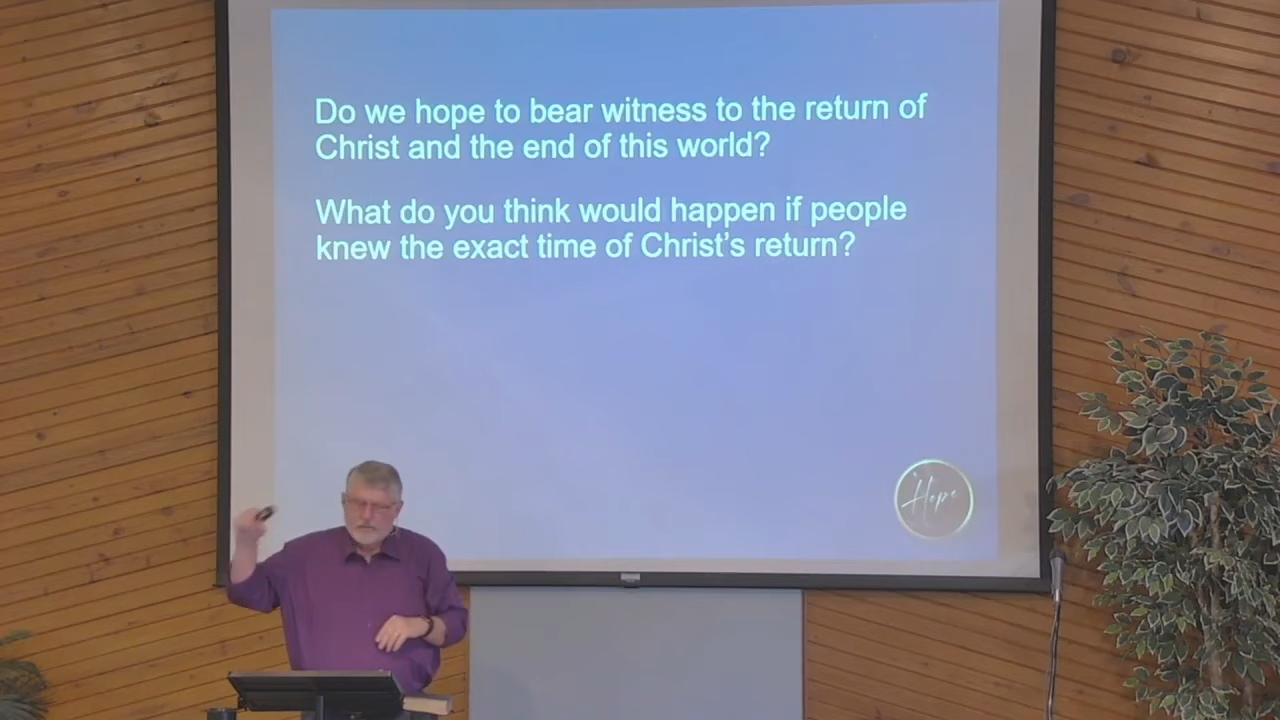 Do we hope to bear witness to the return of
Christ and the end of this world?
What do you think would happen if people
knew the exact time of Christ’s return?
Hope